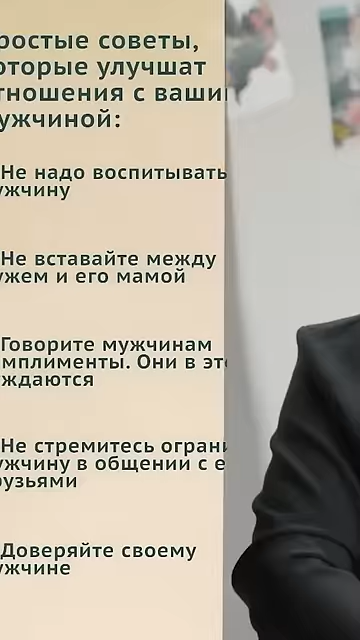 ростые советы,
оторые улучшат
тношения с ваши
ужчиной:
Не надо воспитывать
ужчину
Не вставайте между
ужем и его мамой
Говорите мужчинам
мплименты. Они в эт
ждаются
Не стремитесь ограни
ужчину в общении с е
рузьями
Доверяйте своему
ужчине